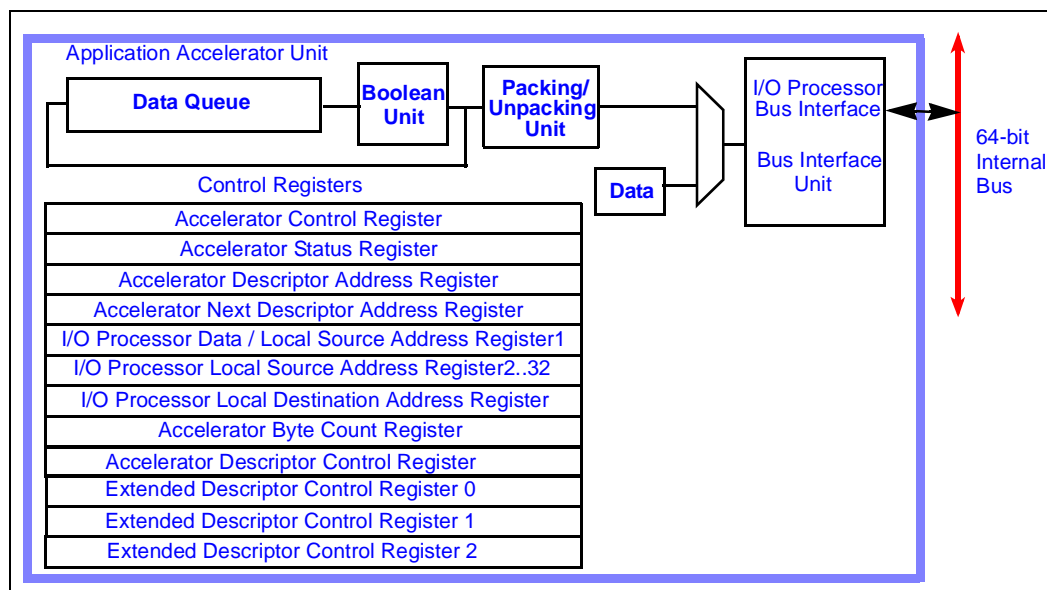 Application Accelerator Unit
Data Queue
Boolean
Unit
Packing/
Unpacking
Unit
I/O Processor
Bus Interface
Bus Interface
Unit
64-bit
Internal
Bus
Data
Control Registers
Accelerator Control Register
Accelerator Status Register
Accelerator Descriptor Address Register
Accelerator Next Descriptor Address Register
I/O Processor Data / Local Source Address Register1
I/O Processor Local Source Address Register2..32
I/O Processor Local Destination Address Register
Accelerator Byte Count Register
Accelerator Descriptor Control Register
Extended Descriptor Control Register 0
Extended Descriptor Control Register 1
Extended Descriptor Control Register 2